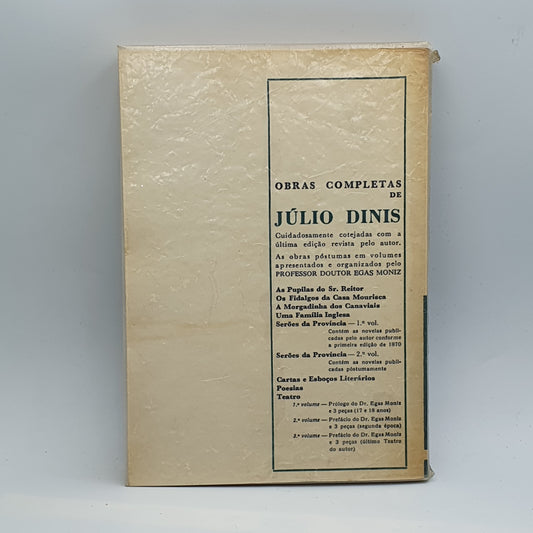 OBRAS COMPLETAS
DE
JÚLIO DINIS
Cuidadosamente cotejadas com a
última edição revista pelo autor.
As obras póstumas em volumes
apresentados e organizados pelo
PROFESSOR DOUTOR EGAS MONIZ
As Pupilas do Sr. Reitor
Os Fidalgos da Casa Mourisca
A Morgadinha dos Canaviais
Uma Família Inglesa
Serões da Província — 1.º vol.
Contém as novelas publicadas
pelo autor conforme
a primeira edição de 1870
Serões da Província — 2.º vol.
Contém as novelas publicadas
póstumamente
Cartas e Esboços Literários
Poesias
Teatro
1.º volume — Prólogo do Dr. Egas Moniz
e 3 peças (17 e 18 anos)
2.º volume — Prefácio do Dr. Egas Moniz
e 3 peças (segunda época)
3.º volume — Prefácio do Dr. Egas Moniz
e 3 peças (último Teatro
do autor)